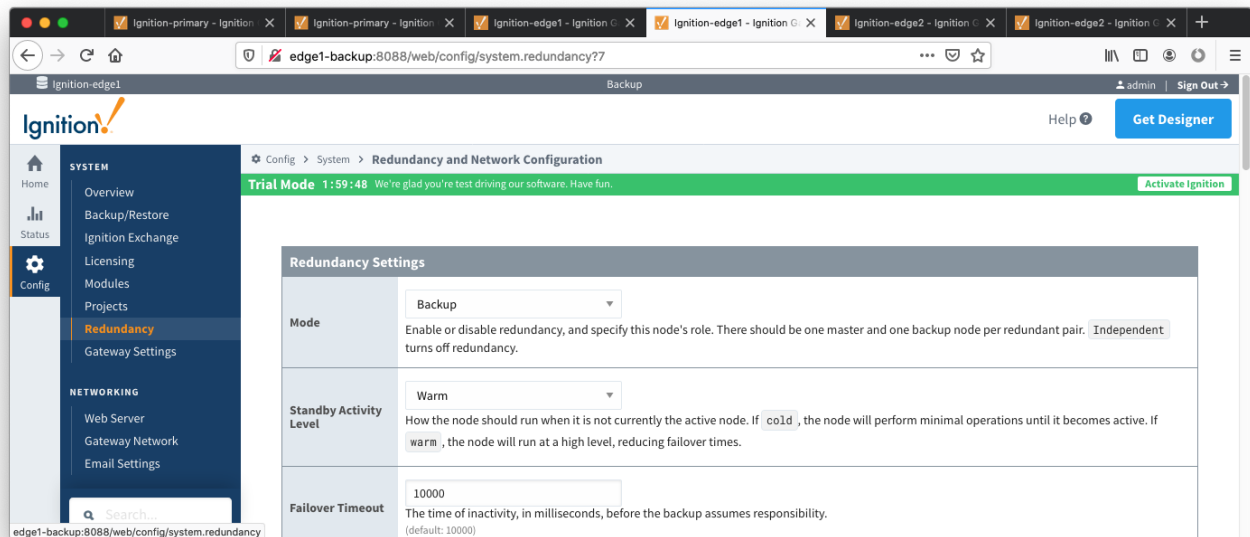 Ignition-primary - Ignition
Ignition-primary - Ignition
Ignition-edge1 - Ignition G
Ignition-edge1 - Ignition G
Ignition-edge2 - Ignition G
Ignition-edge2 - Ignition G
edge1-backup:8088/web/config/system.redundancy?7
Ignition-edge1
Backup
admin | Sign Out
Ignition!
Help
Get Designer
Home
Status
Config
SYSTEM
Overview
Backup/Restore
Ignition Exchange
Licensing
Modules
Projects
Redundancy
Gateway Settings
NETWORKING
Web Server
Gateway Network
Email Settings
Search...
Config > System > Redundancy and Network Configuration
Trial Mode 1:59:48 We're glad you're test driving our software. Have fun.
Activate Ignition
Redundancy Settings
Mode
Backup
Enable or disable redundancy, and specify this node's role. There should be one master and one backup node per redundant pair. Independent
turns off redundancy.
Standby Activity
Level
Warm
How the node should run when it is not currently the active node. If cold , the node will perform minimal operations until it becomes active. If
warm , the node will run at a high level, reducing failover times.
Failover Timeout
10000
The time of inactivity, in milliseconds, before the backup assumes responsibility.
(default: 10000)
edge1-backup:8088/web/config/system.redundancy